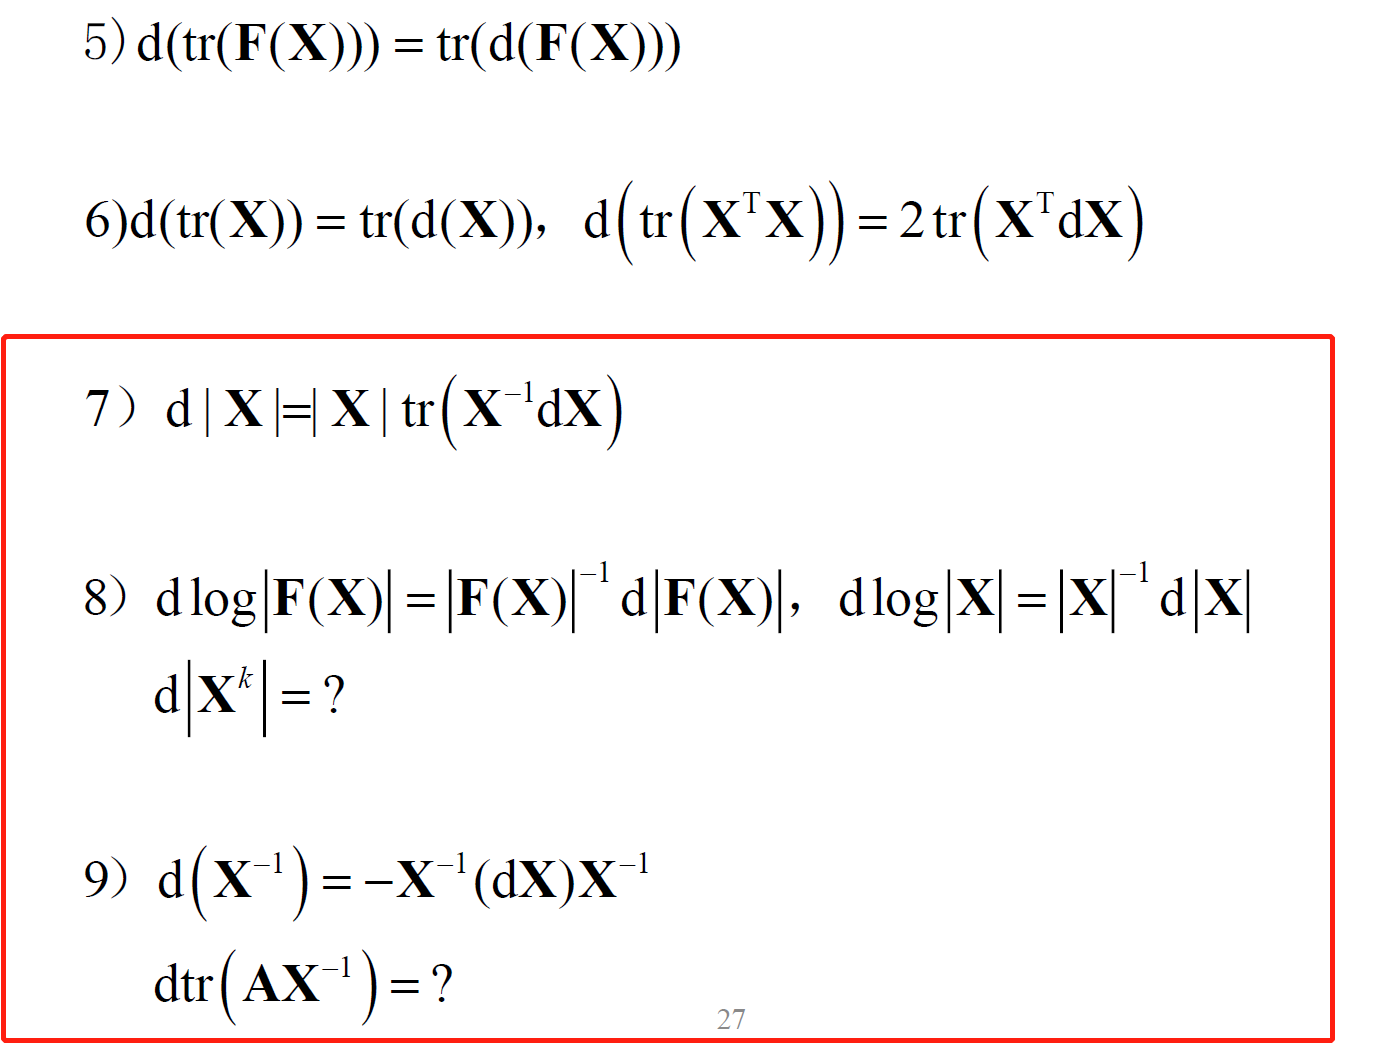 5) d(tr(F(X))) = tr(d(F(X)))
6)d(tr(X)) = tr(d(X)),  d(tr(XᵀX)) = 2 tr(XᵀdX)
7） d | X |=| X | tr(X⁻¹dX)
8） d log|F(X)| = |F(X)|⁻¹ d|F(X)|,  d log|X| = |X|⁻¹ d|X|
d|Xᵏ| = ?
9） d(X⁻¹) = −X⁻¹(dX)X⁻¹
dtr(AX⁻¹) = ?
27